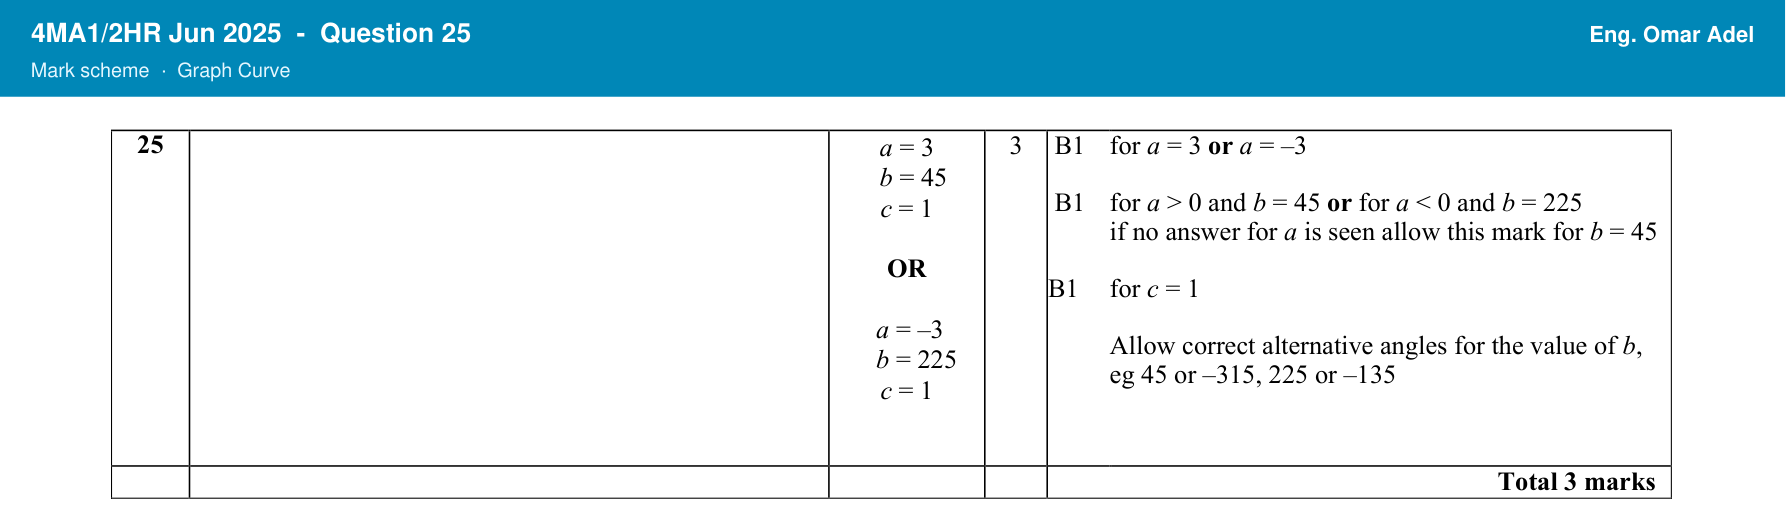 4MA1/2HR Jun 2025 - Question 25
Eng. Omar Adel
Mark scheme · Graph Curve
25
a = 3
b = 45
c = 1
OR
a = –3
b = 225
c = 1
3
B1 for a = 3 or a = –3
B1 for a > 0 and b = 45 or for a < 0 and b = 225
if no answer for a is seen allow this mark for b = 45
B1 for c = 1
Allow correct alternative angles for the value of b,
eg 45 or –315, 225 or –135
Total 3 marks